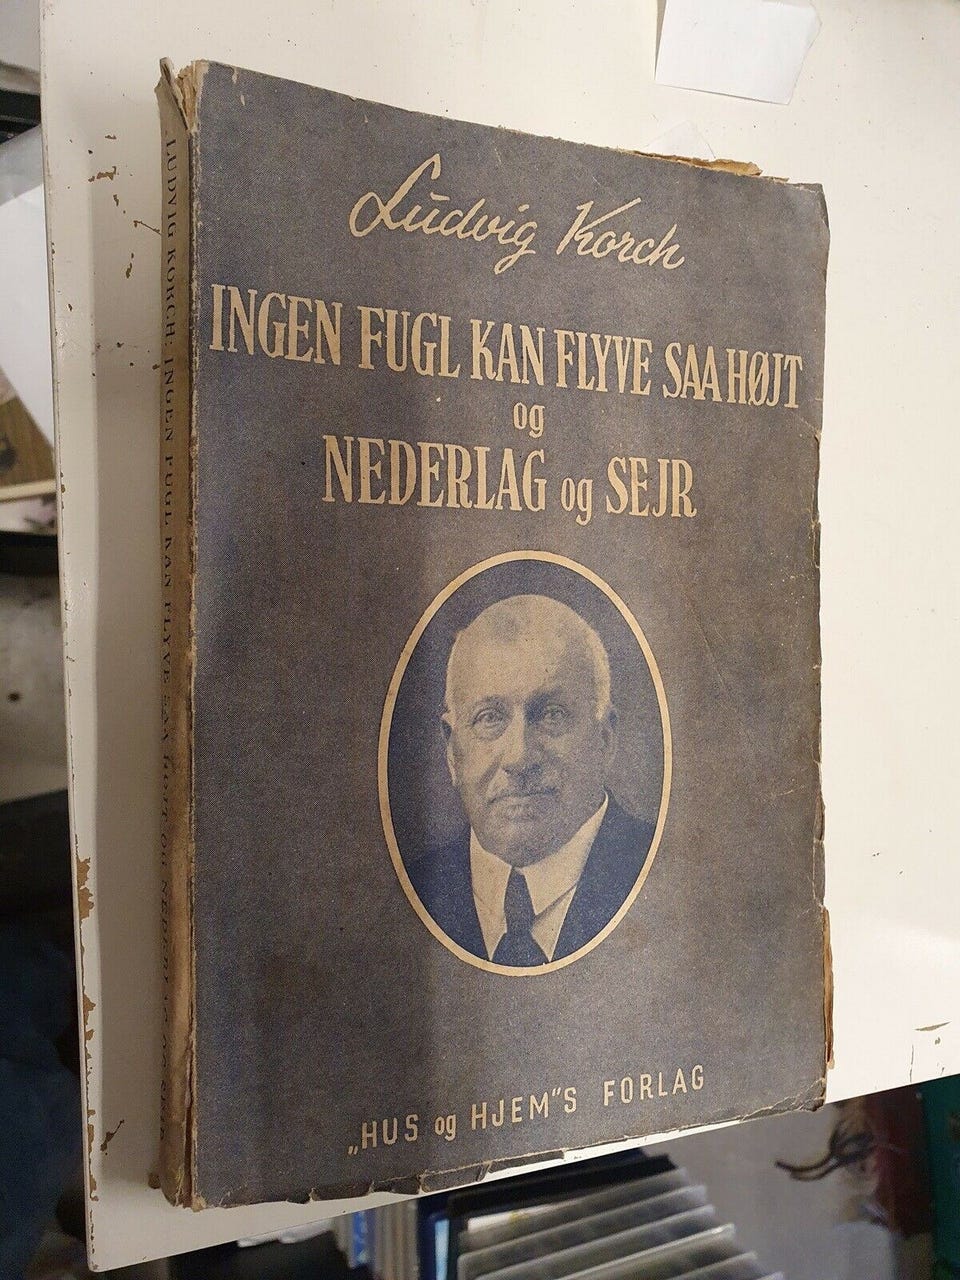 Ludvig Korch
INGEN FUGL KAN FLYVE SAA HØJT
og
NEDERLAG og SEJR
„HUS og HJEM"S FORLAG
LUDVIG KORCH: INGEN FUGL KAN FLYVE SAA HØJT OG NEDERLAG OG SEJR